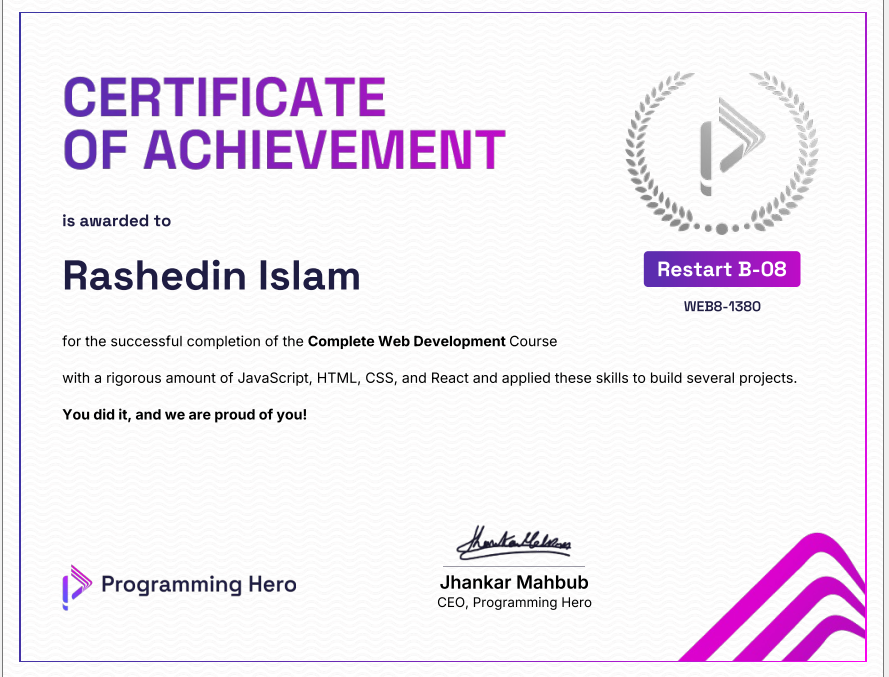 CERTIFICATE
OF ACHIEVEMENT
is awarded to
Rashedin Islam
Restart B-08
WEB8-1380
for the successful completion of the Complete Web Development Course
with a rigorous amount of JavaScript, HTML, CSS, and React and applied these skills to build several projects.
You did it, and we are proud of you!
Programming Hero
Jhankar Mahbub
CEO, Programming Hero